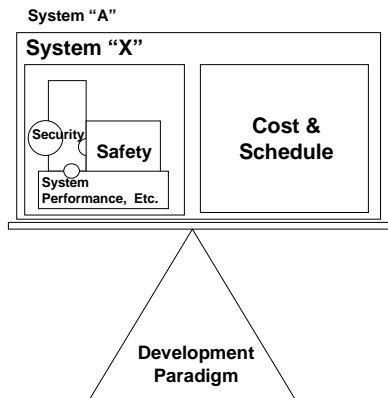 System “A”
System “X”
Security
Safety
System
Performance, Etc.
Cost &
Schedule
Development
Paradigm